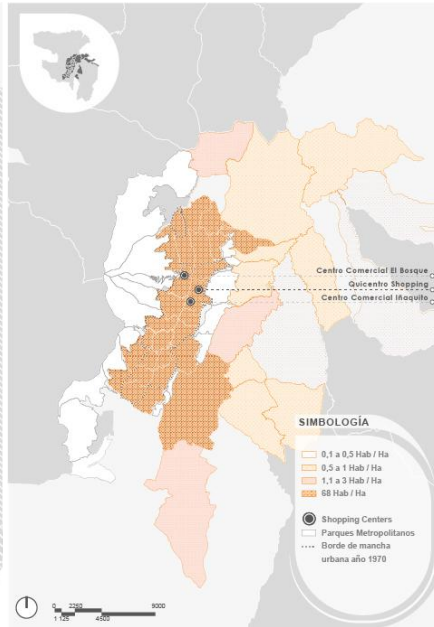 Centro Comercial El Bosque
Quicentro Shopping
Centro Comercial Iñaquito
SIMBOLOGÍA
0,1 a 0,5 Hab / Ha
0,5 a 1 Hab / Ha
1,1 a 3 Hab / Ha
68 Hab / Ha
Shopping Centers
Parques Metropolitanos
Borde de mancha
urbana año 1970
0 2250 9000
1 125 4500